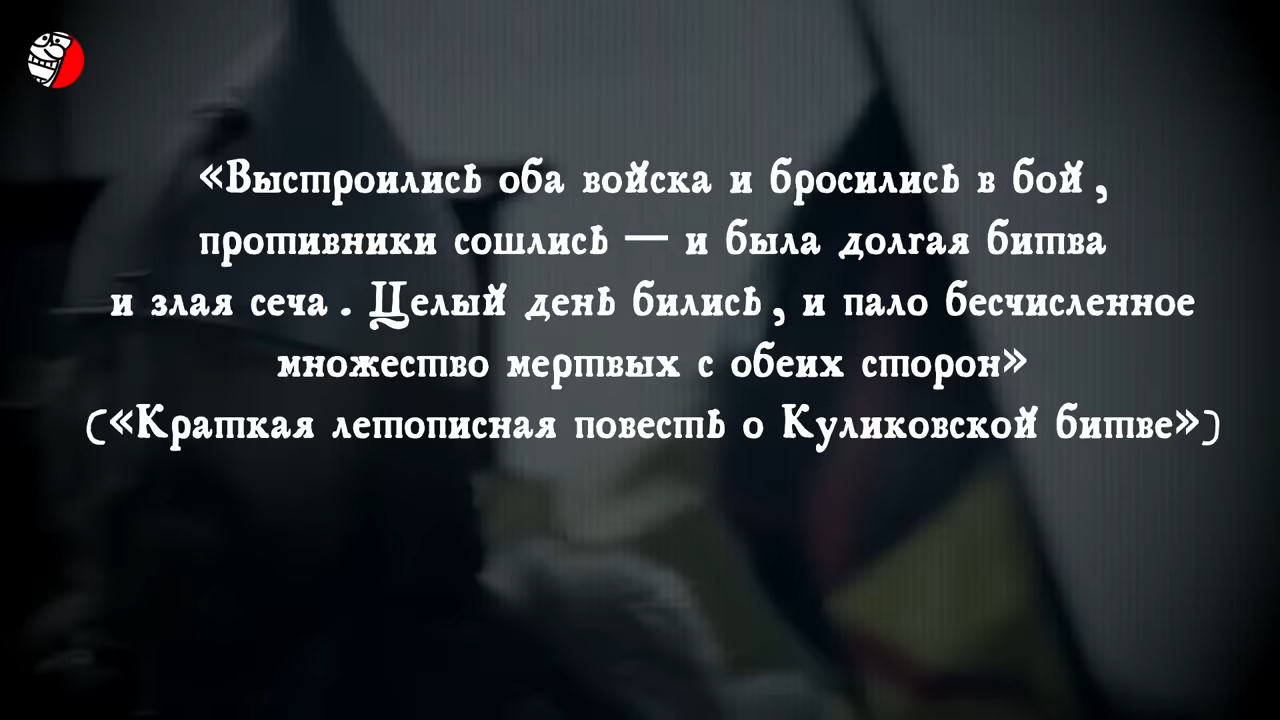 «Выстроились оба войска и бросились в бой,
противники сошлись — и была долгая битва
и злая сеча. Целый день бились, и пало бесчисленное
множество мертвых с обеих сторон»
(«Краткая летописная повесть о Куликовской битве»)